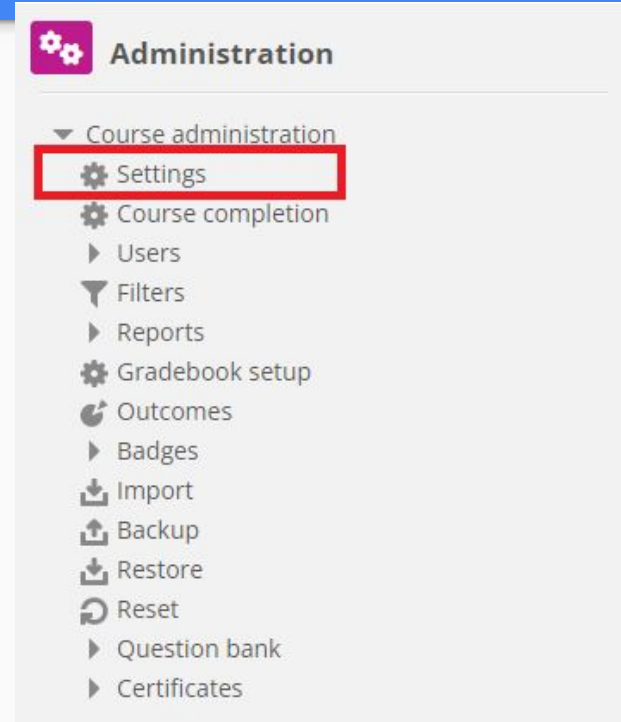 Administration
Course administration
Settings
Course completion
Users
Filters
Reports
Gradebook setup
Outcomes
Badges
Import
Backup
Restore
Reset
Question bank
Certificates